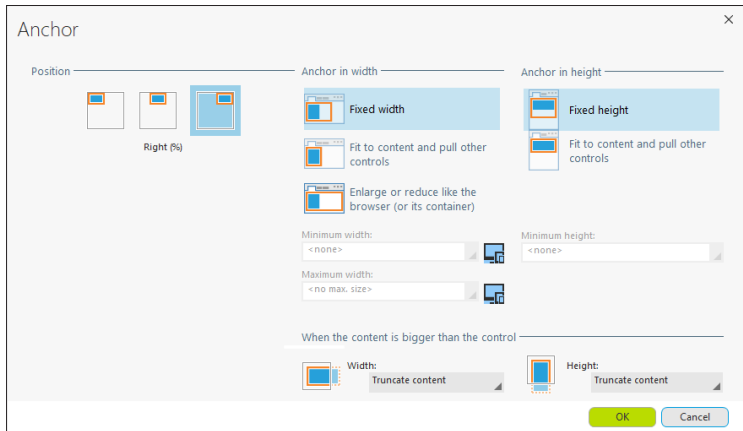 Anchor
Position
Right (%)
Anchor in width
Fixed width
Fit to content and pull other
controls
Enlarge or reduce like the
browser (or its container)
Minimum width:
<none>
Maximum width:
<no max. size>
Anchor in height
Fixed height
Fit to content and pull other
controls
Minimum height:
<none>
When the content is bigger than the control
Width:
Truncate content
Height:
Truncate content
OK
Cancel